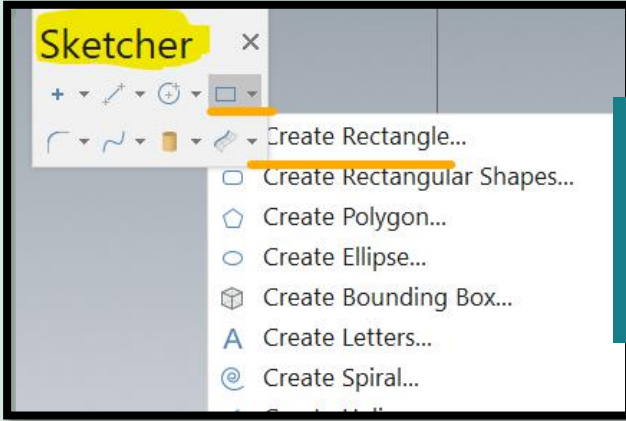 Sketcher
Create Rectangle...
Create Rectangular Shapes...
Create Polygon...
Create Ellipse...
Create Bounding Box...
Create Letters...
Create Spiral...